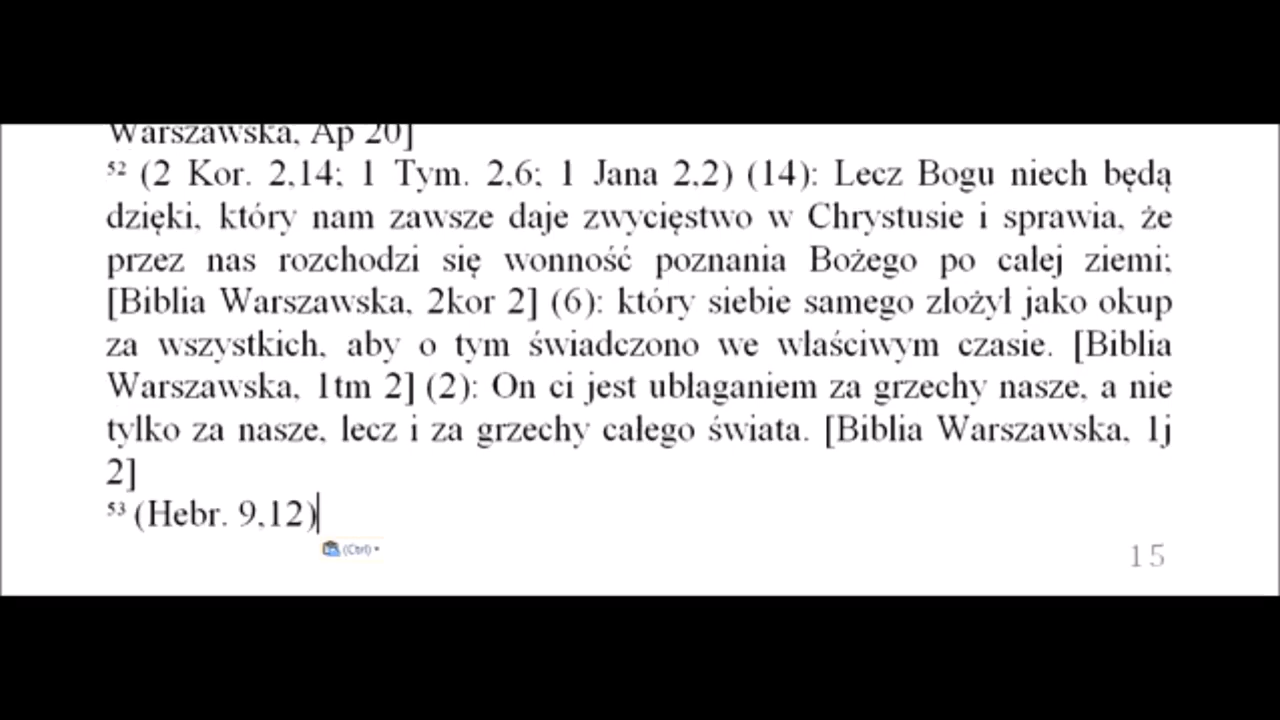 Warszawska, Ap 20]
52 (2 Kor. 2,14; 1 Tym. 2,6; 1 Jana 2,2) (14): Lecz Bogu niech będą
dzięki, który nam zawsze daje zwycięstwo w Chrystusie i sprawia, że
przez nas rozchodzi się wonność poznania Bożego po całej ziemi;
[Biblia Warszawska, 2kor 2] (6): który siebie samego złożył jako okup
za wszystkich, aby o tym świadczono we właściwym czasie. [Biblia
Warszawska, 1tm 2] (2): On ci jest ubłaganiem za grzechy nasze, a nie
tylko za nasze, lecz i za grzechy całego świata. [Biblia Warszawska, 1j
2]
53 (Hebr. 9,12)
(Ctrl)
15